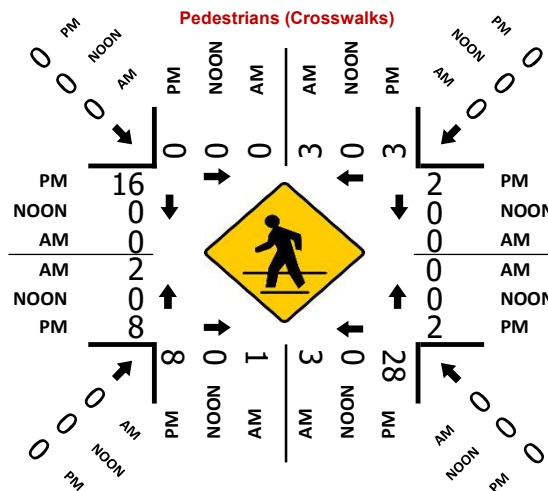 Pedestrians (Crosswalks)
0 PM
0 NOON
0 AM
PM NOON AM AM NOON PM
PM 0
NOON 0
AM 0
0 0 0 3 0 3
PM 16 2 PM
NOON 0 0 NOON
AM 0 0 AM
AM 2 0 AM
NOON 0 0 NOON
PM 8 2 PM
8 0 1 3 0 28
PM NOON AM AM NOON PM
0 AM
0 NOON
0 PM
AM 0
NOON 0
PM 0